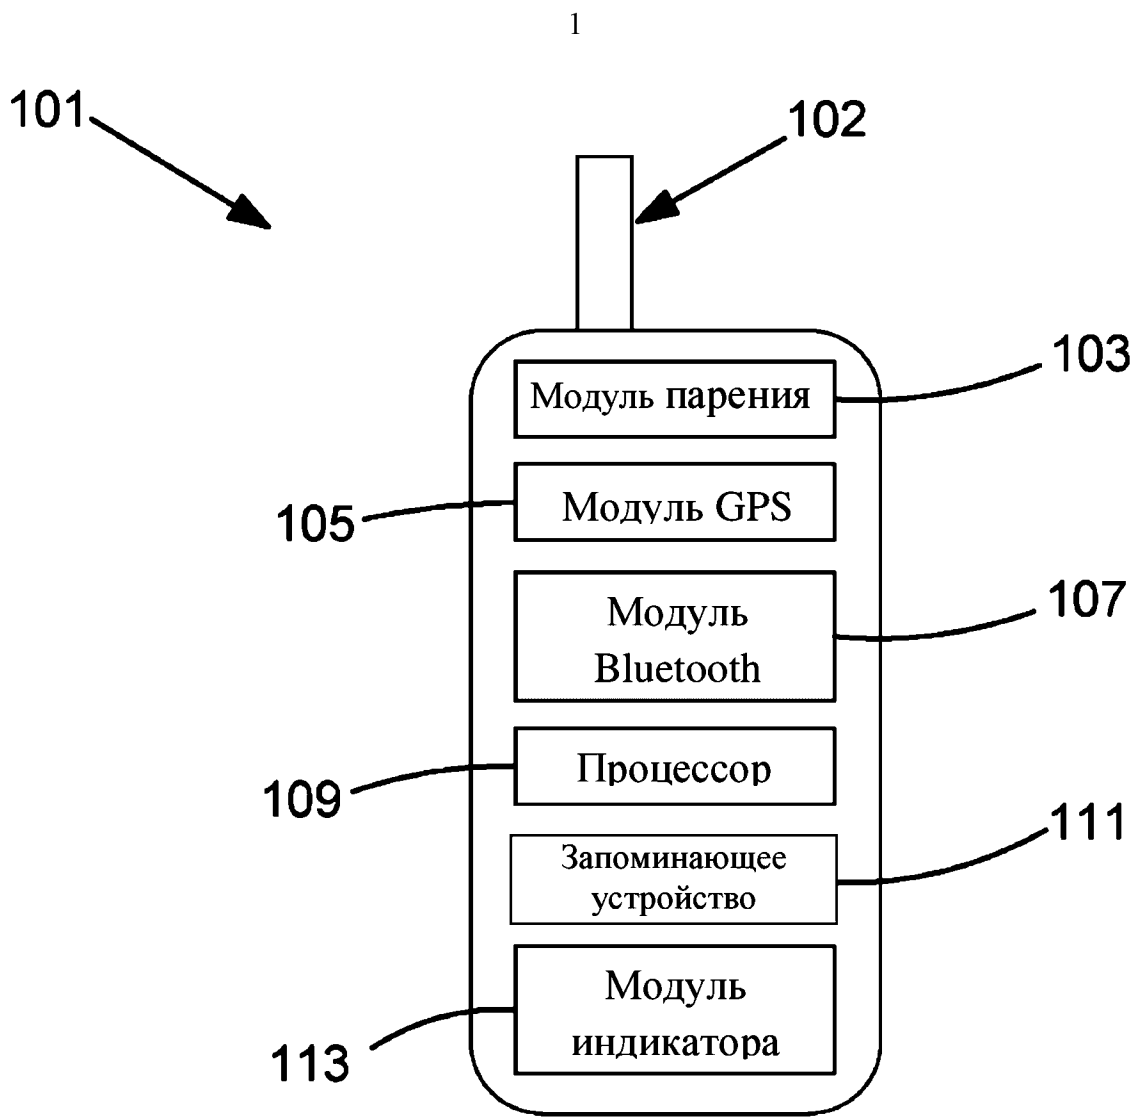 1
101
102
Модуль парения
103
Модуль GPS
105
Модуль
Bluetooth
107
Процессор
109
Запоминающее
устройство
111
Модуль
индикатора
113